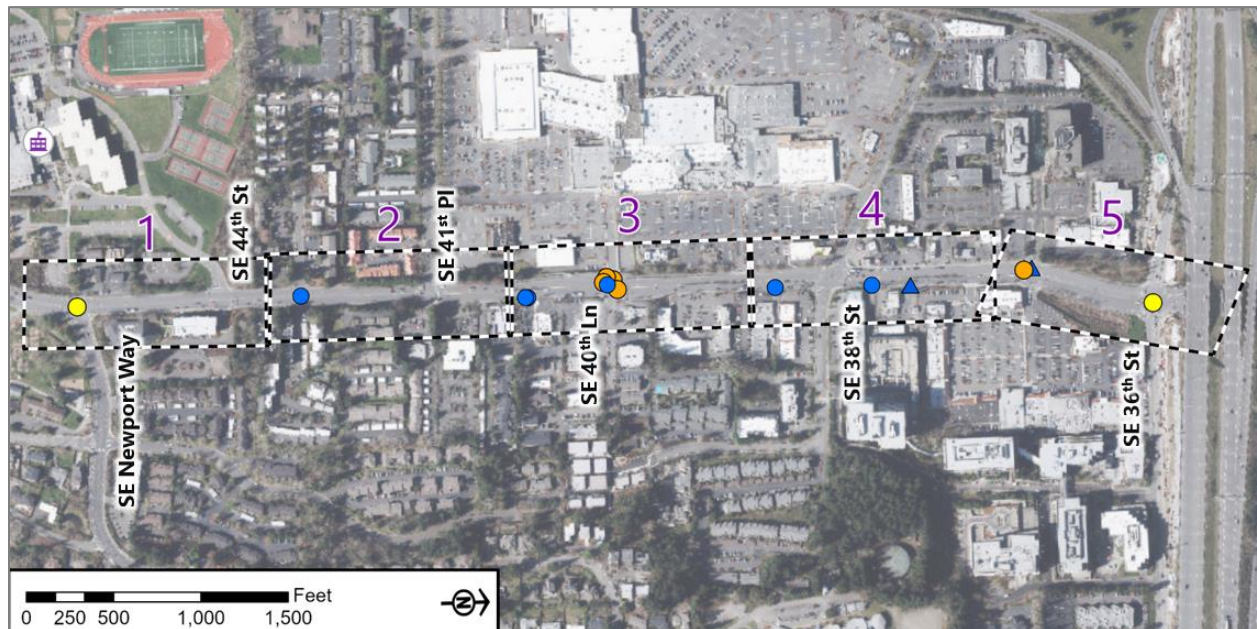 1
2
3
4
5
SE Newport Way
SE 44th St
SE 41st Pl
SE 40th Ln
SE 38th St
SE 36th St
Feet
0 250 500 1,000 1,500
N